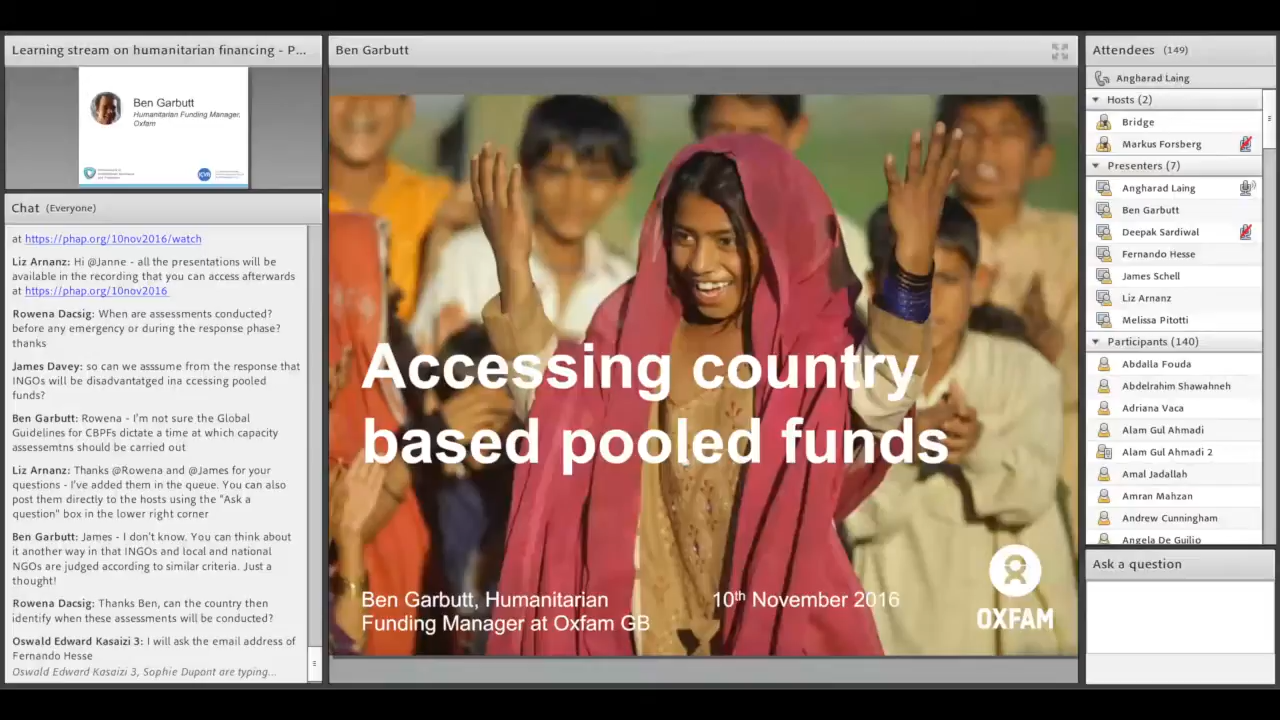 Learning stream on humanitarian financing - P...
Ben Garbutt
Humanitarian Funding Manager,
Oxfam
Chat (Everyone)
at https://phap.org/10nov2016/watch
Liz Arnanz: Hi @Janne - all the presentations will be
available in the recording that you can access afterwards
at https://phap.org/10nov2016
Rowena Dacsig: When are assessments conducted?
before any emergency or during the response phase?
thanks
James Davey: so can we asssume from the response that
INGOs will be disadvatatged ina ccessing pooled
funds?
Ben Garbutt: Rowena - I'm not sure the Global
Guidelines for CBPFs dictate a time at which capacity
assessemtns should be carried out
Liz Arnanz: Thanks @Rowena and @James for your
questions - I've added them in the queue. You can also
post them directly to the hosts using the "Ask a
question" box in the lower right corner
Ben Garbutt: James - I don't know. You can think about
it another way in that INGOs and local and national
NGOs are judged according to similar criteria. Just a
thought!
Rowena Dacsig: Thanks Ben, can the country then
identify when these assessments will be conducted?
Oswald Edward Kasaizi 3: I will ask the email address of
Fernando Hesse
Oswald Edward Kasaizi 3, Sophie Dupont are typing...
Ben Garbutt
Accessing country
based pooled funds
Ben Garbutt, Humanitarian
Funding Manager at Oxfam GB
10th November 2016
OXFAM
Attendees (149)
Angharad Laing
Hosts (2)
Bridge
Markus Forsberg
Presenters (7)
Angharad Laing
Ben Garbutt
Deepak Sardiwal
Fernando Hesse
James Schell
Liz Arnanz
Melissa Pitotti
Participants (140)
Abdalla Fouda
Abdelrahim Shawahneh
Adriana Vaca
Alam Gul Ahmadi
Alam Gul Ahmadi 2
Amal Jadallah
Amran Mahzan
Andrew Cunningham
Angela De Guilio
Ask a question